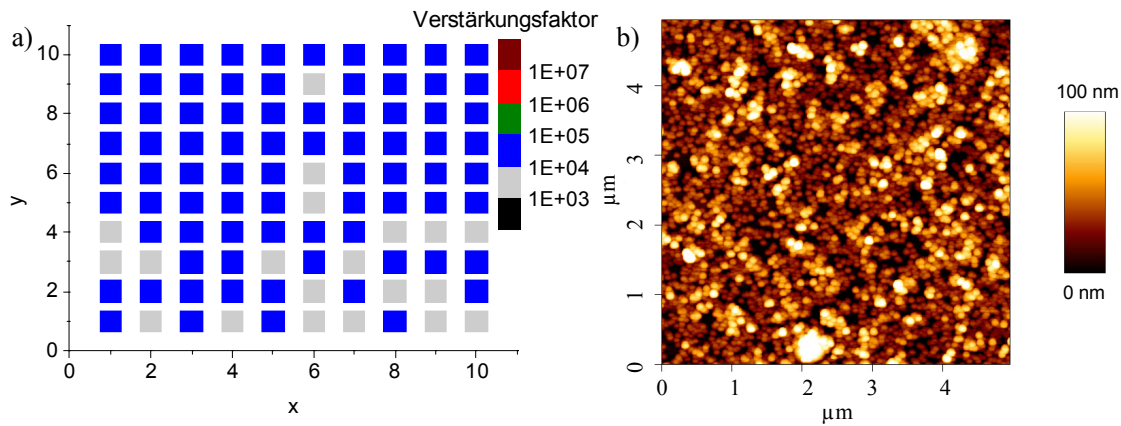 a)
Verstärkungsfaktor
1E+07
1E+06
1E+05
1E+04
1E+03
10
8
6
4
2
0
y
0 2 4 6 8 10
x
b)
4
3
2
1
0
µm
0 1 2 3 4
µm
100 nm
0 nm